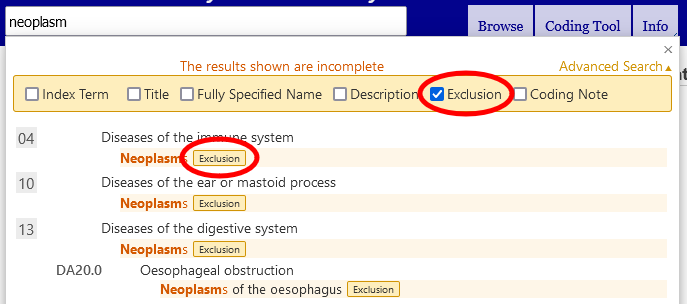 neoplasm
Browse Coding Tool Info
×
The results shown are incomplete Advanced Search▲
Index Term Title Fully Specified Name Description Exclusion Coding Note
04 Diseases of the immune system
Neoplasms Exclusion
10 Diseases of the ear or mastoid process
Neoplasms Exclusion
13 Diseases of the digestive system
Neoplasms Exclusion
DA20.0 Oesophageal obstruction
Neoplasms of the oesophagus Exclusion